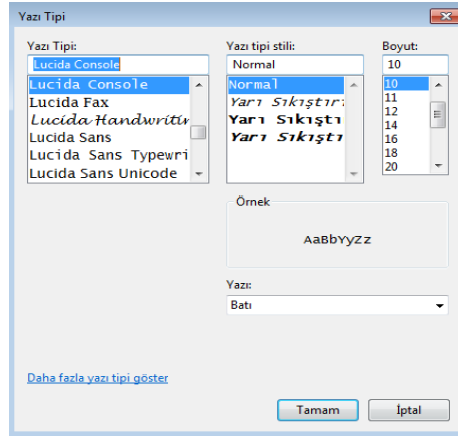 Yazı Tipi
Yazı Tipi:
Lucida Console
Lucida Console
Lucida Fax
Lucida Handwritin
Lucida Sans
Lucida Sans Typewri
Lucida Sans Unicode
Yazı tipi stili:
Normal
Normal
Yarı Sıkıştır
Yarı Sıkıştı
Yarı Sıkıştı
Boyut:
10
10
11
12
14
16
18
20
Örnek
AaBbYyZz
Yazı:
Batı
Daha fazla yazı tipi göster
Tamam
İptal